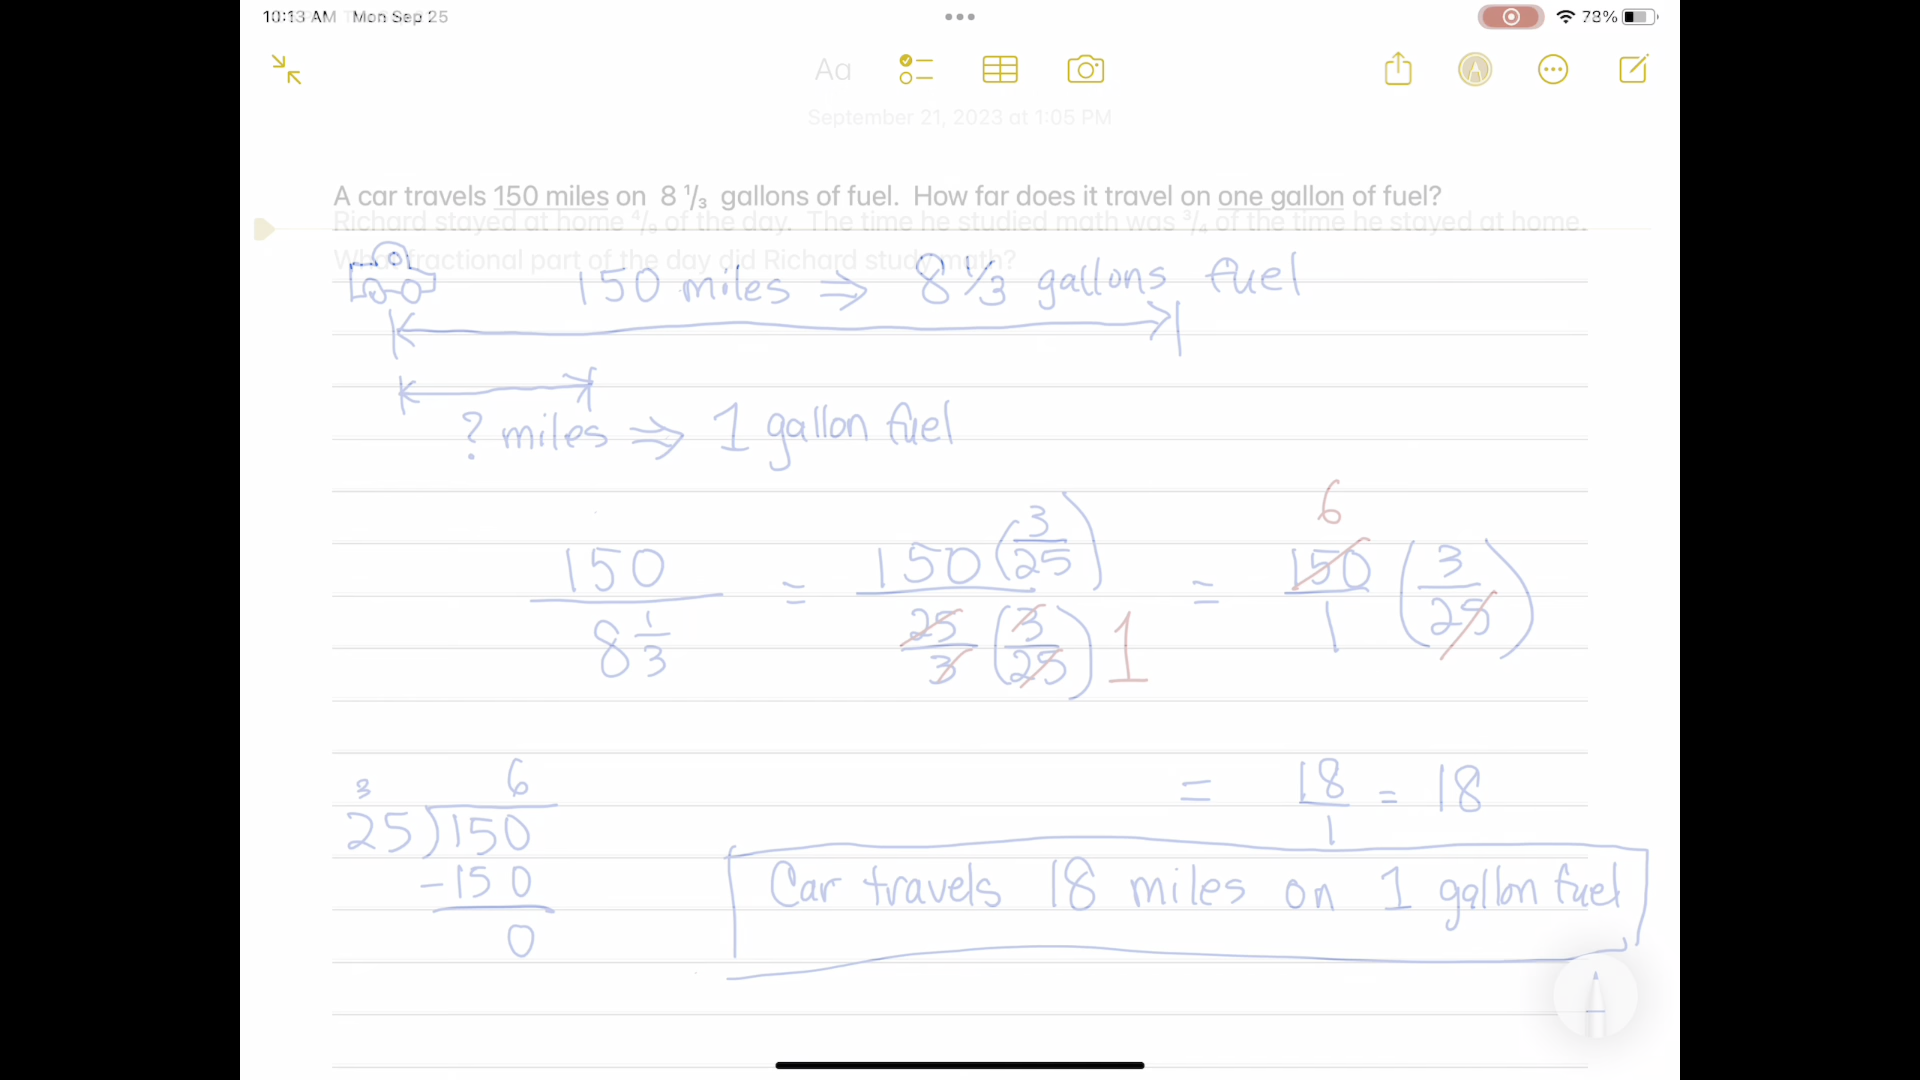 10:13 AM Mon Sep 25
78%
Aa
September 21, 2023 at 1:05 PM
A car travels 150 miles on 8 1/3 gallons of fuel. How far does it travel on one gallon of fuel?
Richard stayed at home 4/9 of the day. The time he studied math was 3/4 of the time he stayed at home.
What fractional part of the day did Richard study math?
150 miles ⇒ 8 1/3 gallons fuel
? miles ⇒ 1 gallon fuel
6
150 / 8 1/3 = 150 (3/25) / 25/3 (3/25) 1 = 150/1 (3/25)
= 18/1 = 18
3 6
25)150
-150
0
Car travels 18 miles on 1 gallon fuel